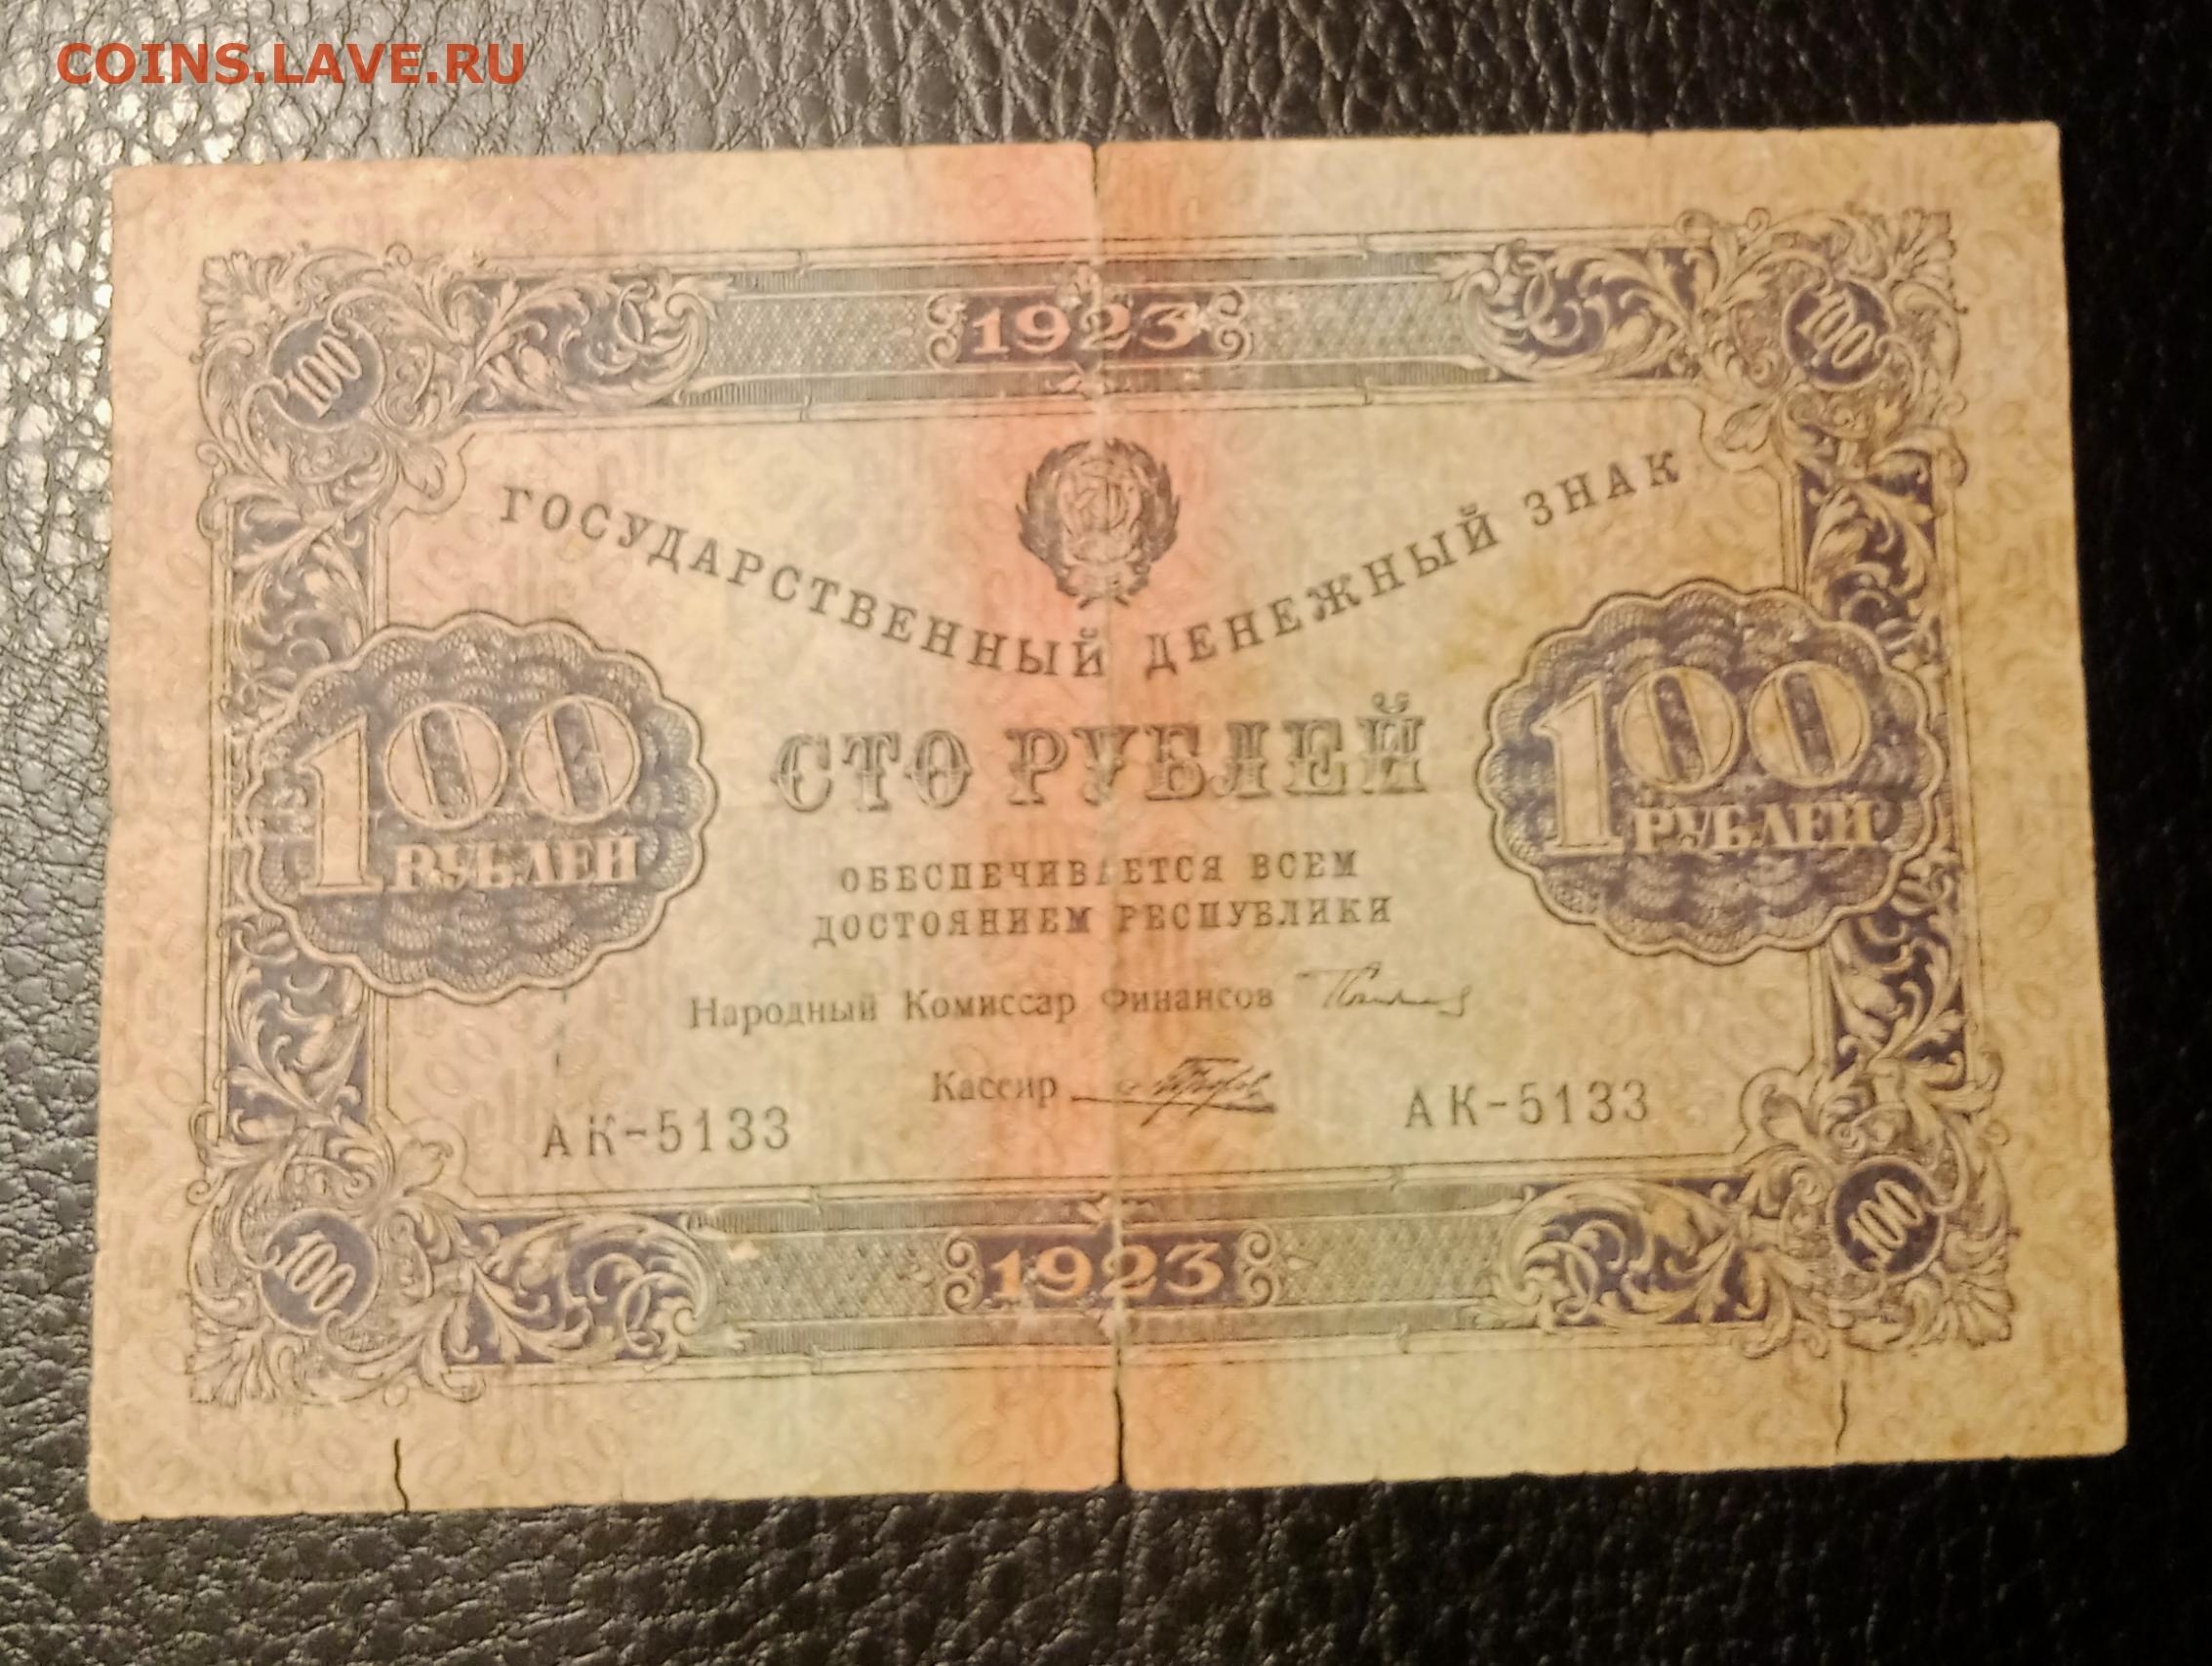 COINS.LAVE.RU
1923
100 100
ГОСУДАРСТВЕННЫЙ ДЕНЕЖНЫЙ ЗНАК
100 РУБЛЕЙ
СТО РУБЛЕЙ
100 РУБЛЕЙ
ОБЕСПЕЧИВАЕТСЯ ВСЕМ
ДОСТОЯНИЕМ РЕСПУБЛИКИ
Народный Комиссар Финансов
Кассир
АК-5133 АК-5133
100 100
1923